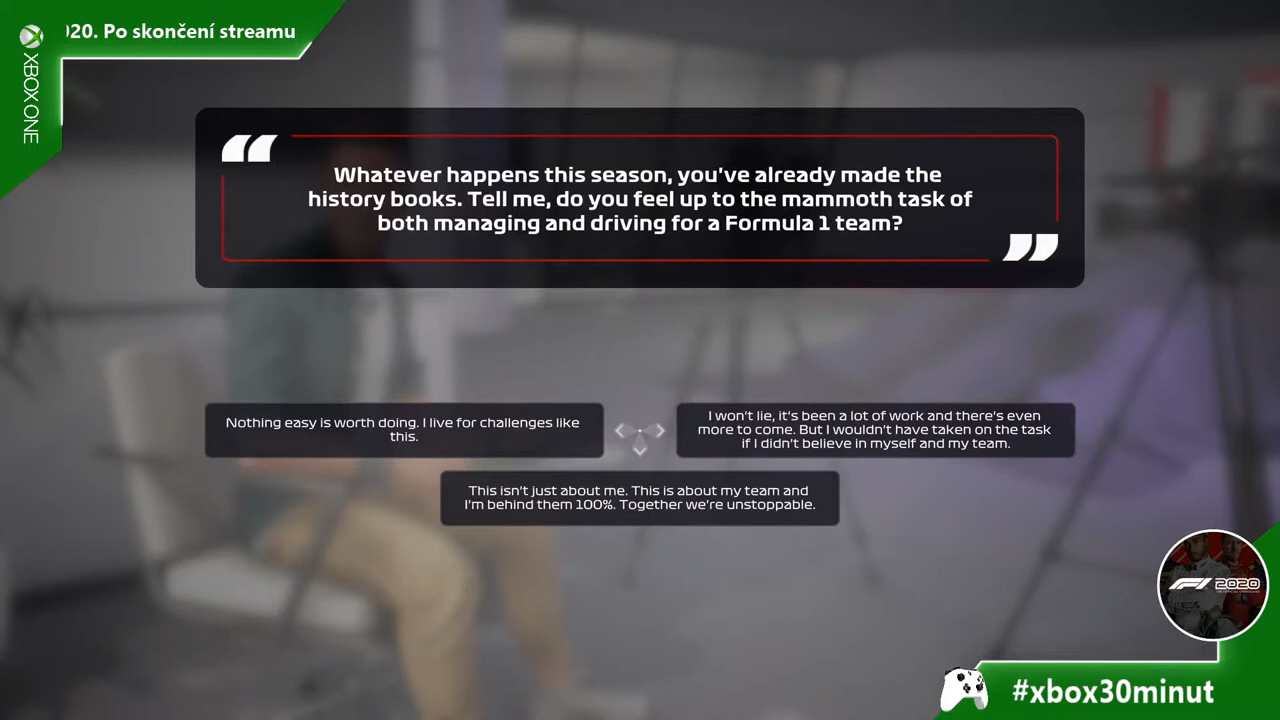 020. Po skončení streamu
XBOX ONE
Whatever happens this season, you've already made the
history books. Tell me, do you feel up to the mammoth task of
both managing and driving for a Formula 1 team?
Nothing easy is worth doing. I live for challenges like
this.
I won't lie, it's been a lot of work and there's even
more to come. But I wouldn't have taken on the task
if I didn't believe in myself and my team.
This isn't just about me. This is about my team and
I'm behind them 100%. Together we're unstoppable.
F1 2020
#xbox30minut